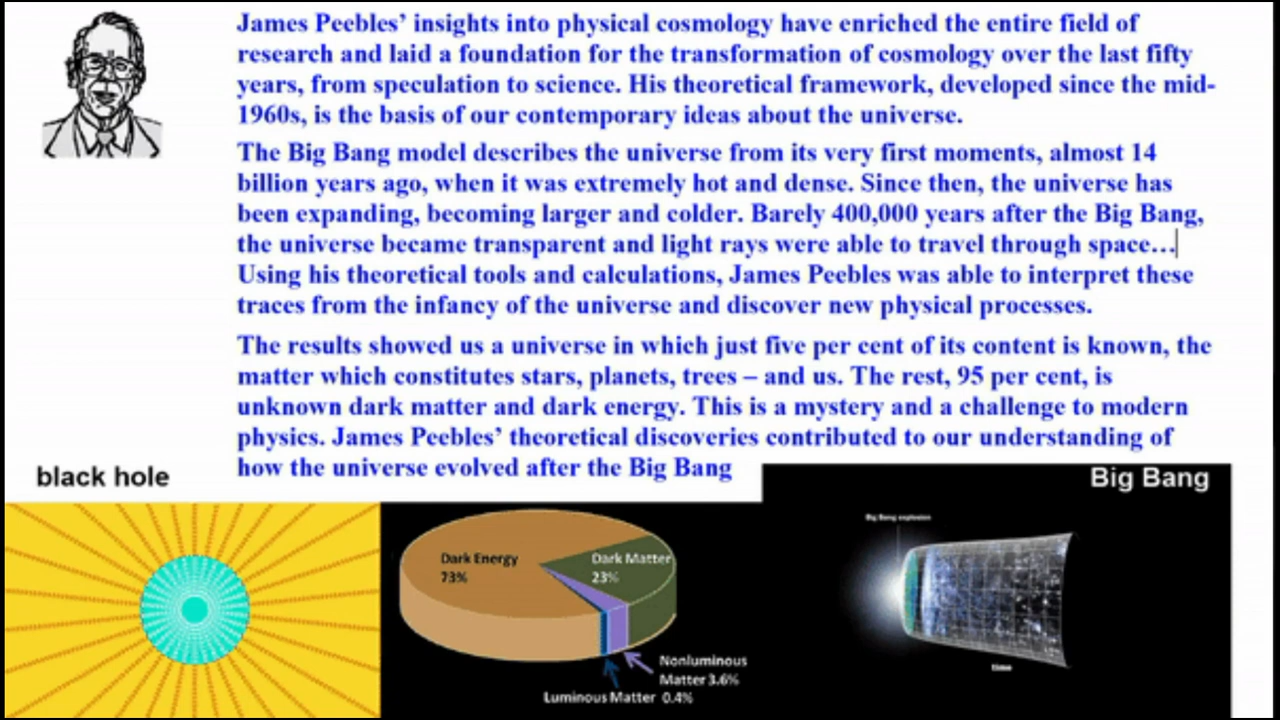 James Peebles’ insights into physical cosmology have enriched the entire field of
research and laid a foundation for the transformation of cosmology over the last fifty
years, from speculation to science. His theoretical framework, developed since the mid-
1960s, is the basis of our contemporary ideas about the universe.
The Big Bang model describes the universe from its very first moments, almost 14
billion years ago, when it was extremely hot and dense. Since then, the universe has
been expanding, becoming larger and colder. Barely 400,000 years after the Big Bang,
the universe became transparent and light rays were able to travel through space…
Using his theoretical tools and calculations, James Peebles was able to interpret these
traces from the infancy of the universe and discover new physical processes.
The results showed us a universe in which just five per cent of its content is known, the
matter which constitutes stars, planets, trees – and us. The rest, 95 per cent, is
unknown dark matter and dark energy. This is a mystery and a challenge to modern
physics. James Peebles’ theoretical discoveries contributed to our understanding of
how the universe evolved after the Big Bang
black hole
Dark Energy
73%
Dark Matter
23%
Nonluminous
Matter 3.6%
Luminous Matter 0.4%
Big Bang
Big Bang explosion
time